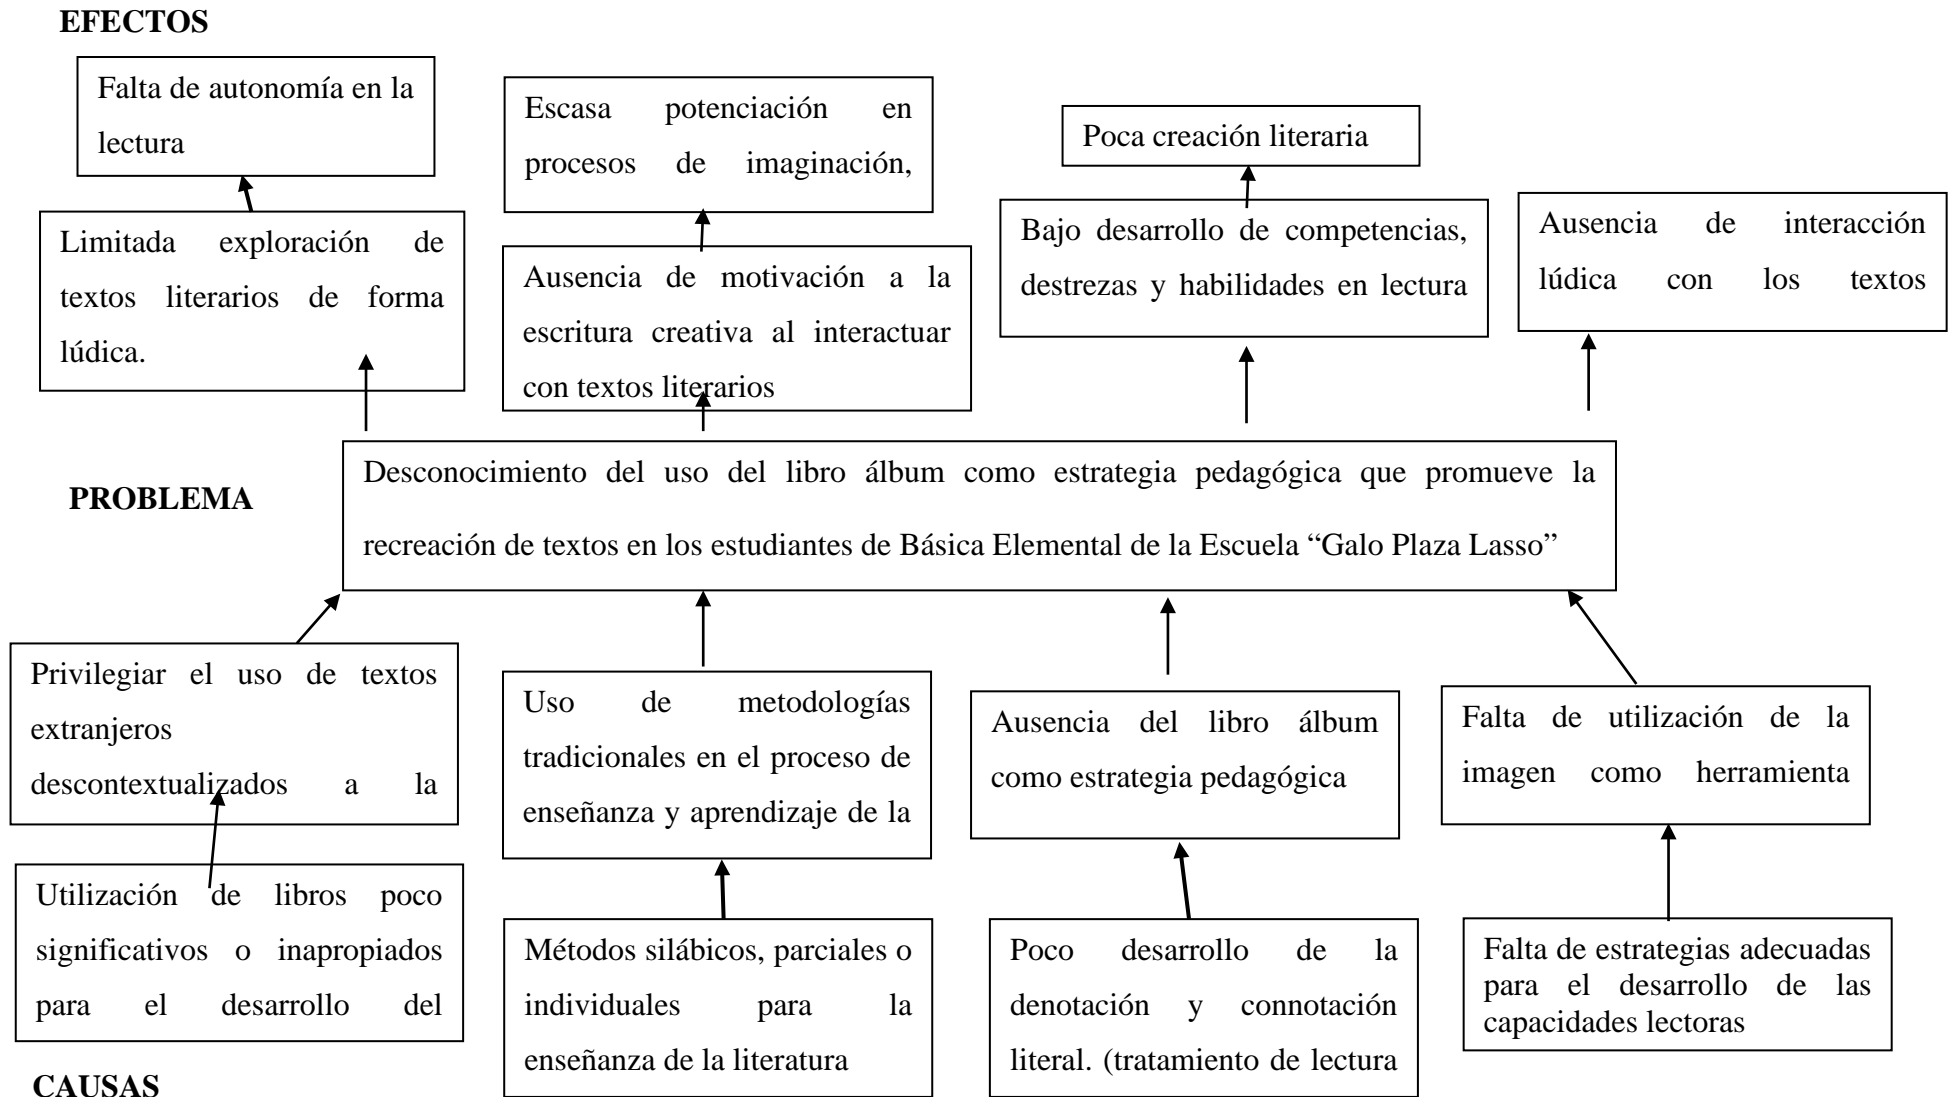 EFECTOS
Falta de autonomía en la
lectura
Escasa potenciación en
procesos de imaginación,
Poca creación literaria
Limitada exploración de
textos literarios de forma
lúdica.
Ausencia de motivación a la
escritura creativa al interactuar
con textos literarios
Bajo desarrollo de competencias,
destrezas y habilidades en lectura
Ausencia de interacción
lúdica con los textos
PROBLEMA
Desconocimiento del uso del libro álbum como estrategia pedagógica que promueve la
recreación de textos en los estudiantes de Básica Elemental de la Escuela “Galo Plaza Lasso”
Privilegiar el uso de textos
extranjeros
descontextualizados a la
Uso de metodologías
tradicionales en el proceso de
enseñanza y aprendizaje de la
Ausencia del libro álbum
como estrategia pedagógica
Falta de utilización de la
imagen como herramienta
Utilización de libros poco
significativos o inapropiados
para el desarrollo del
Métodos silábicos, parciales o
individuales para la
enseñanza de la literatura
Poco desarrollo de la
denotación y connotación
literal. (tratamiento de lectura
Falta de estrategias adecuadas
para el desarrollo de las
capacidades lectoras
CAUSAS